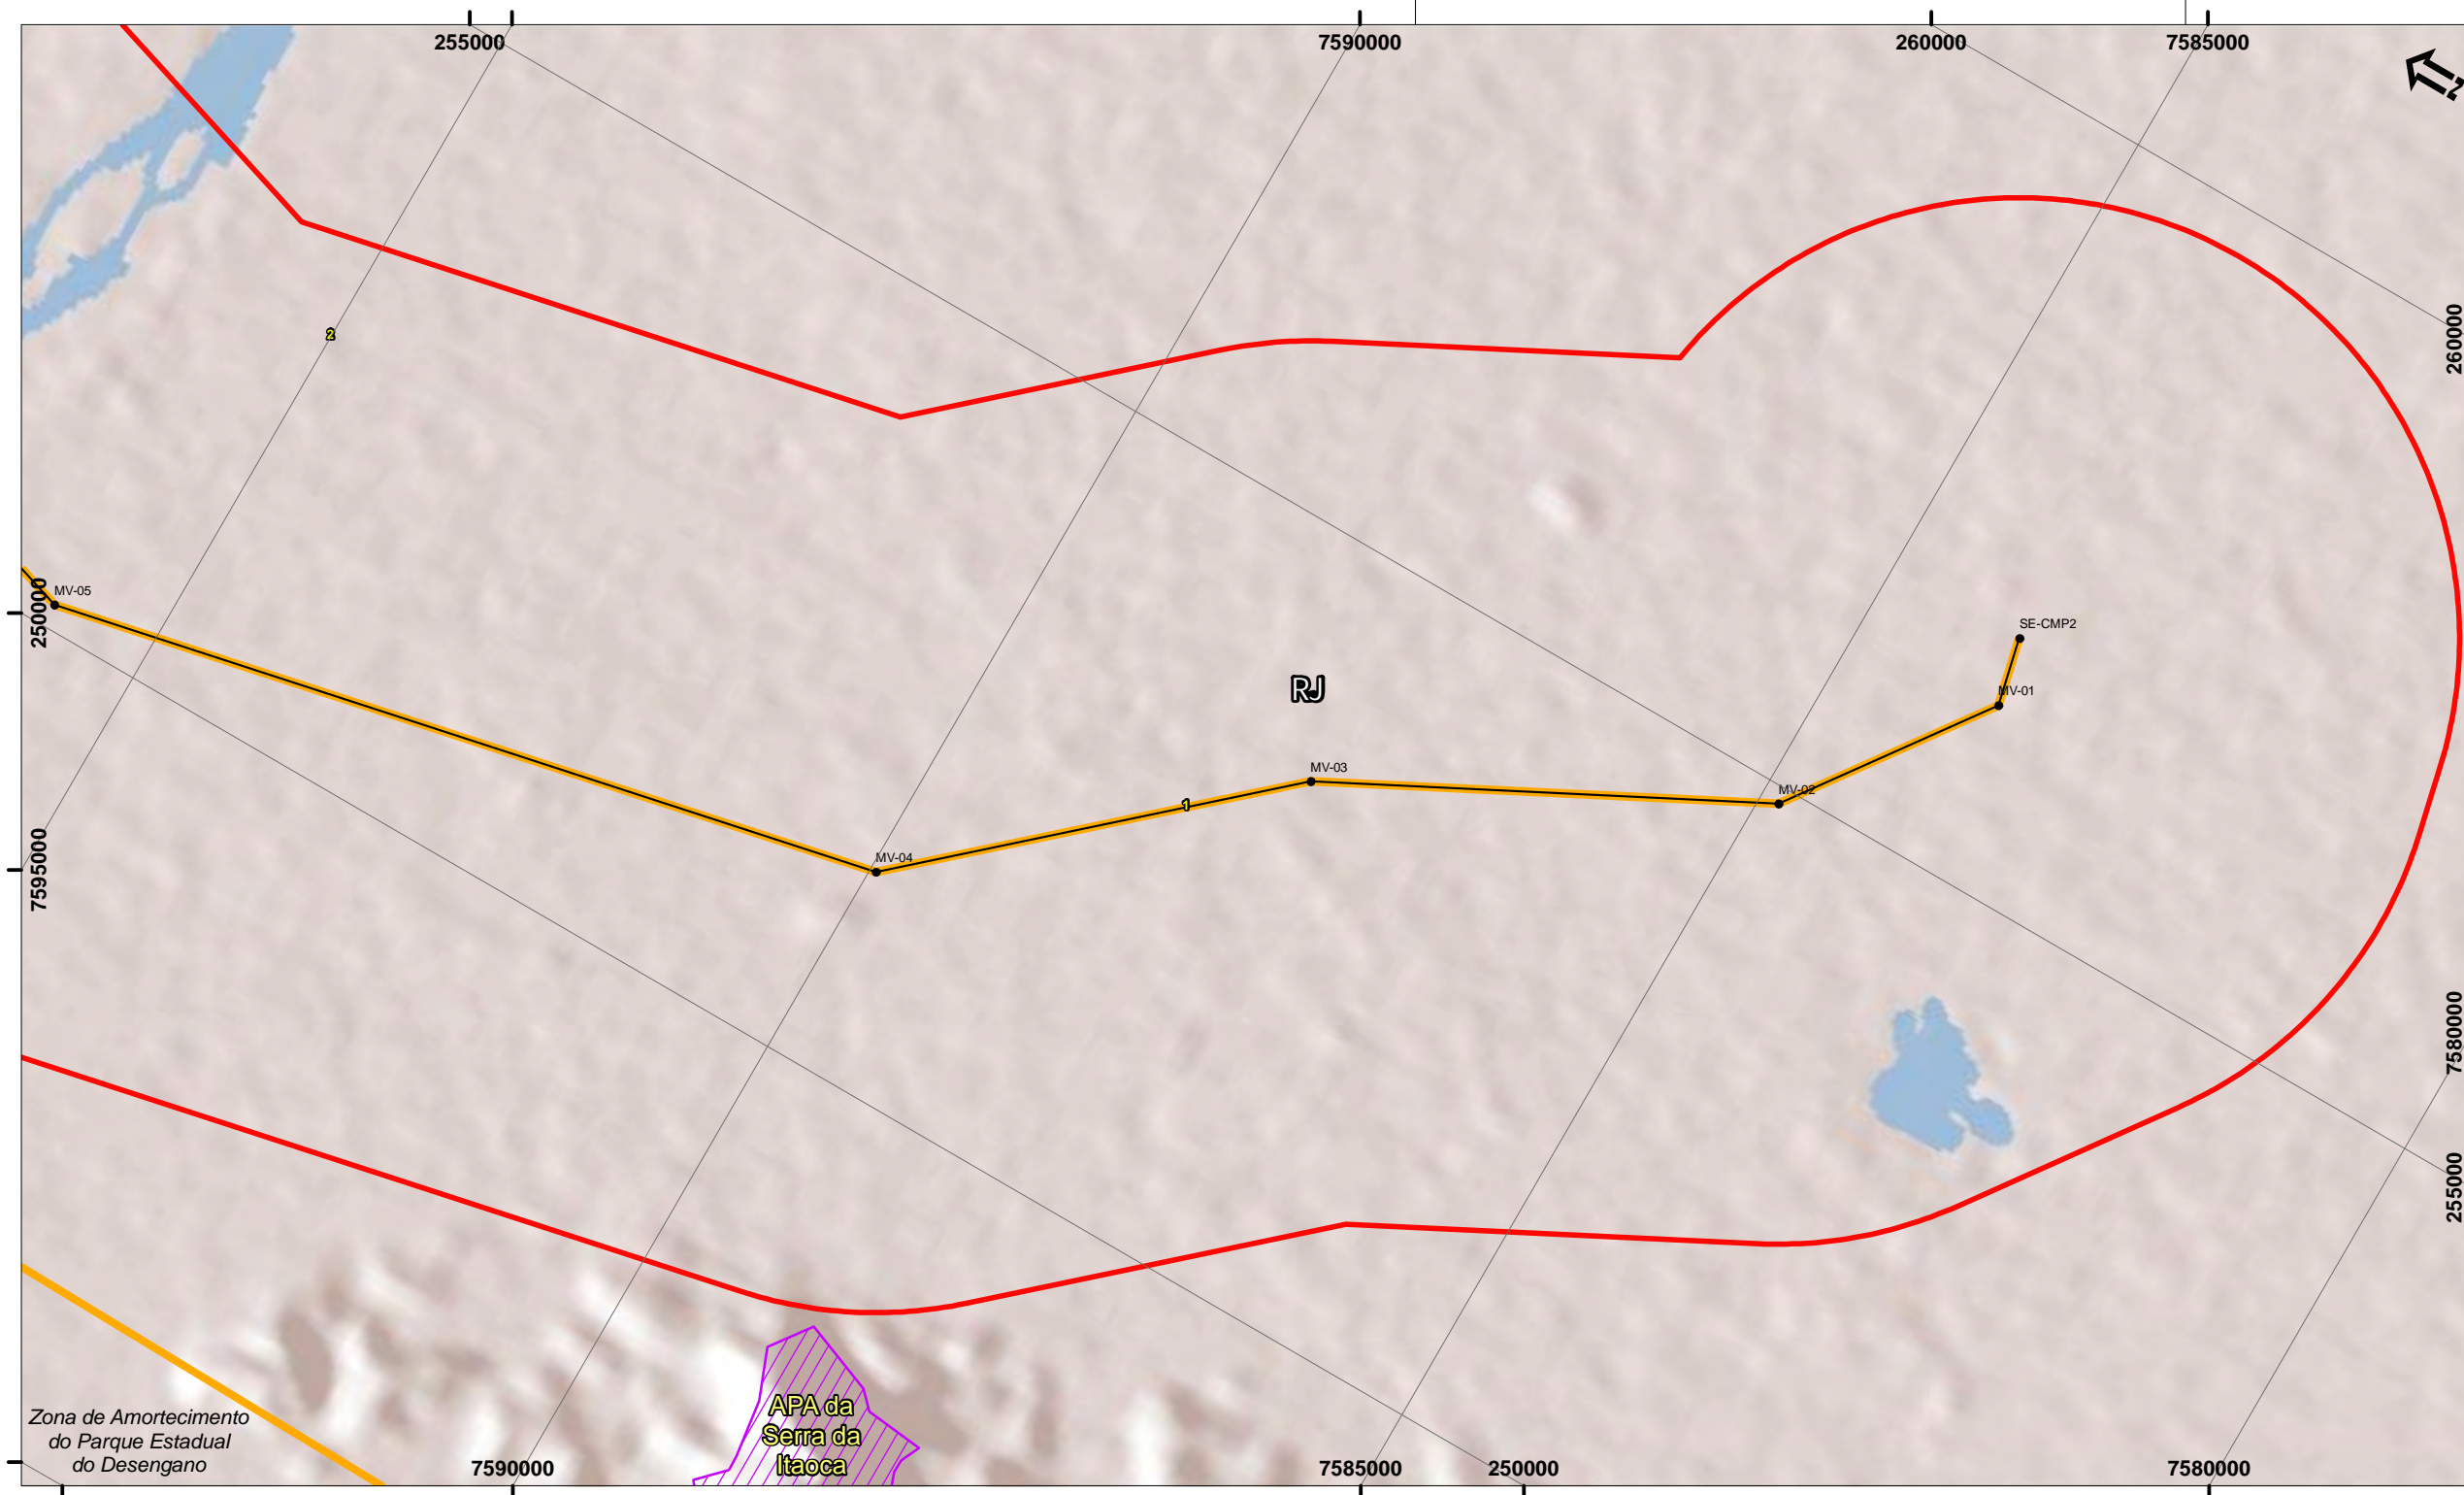 255000
7590000
260000
7585000
N
260000
2
250000
MV-05
SE-CMP2
RJ
MV-01
MV-03
MV-02
1
MV-04
7595000
7580000
255000
APA da
Serra da
Itaoca
Zona de Amortecimento
do Parque Estadual
do Desengano
7590000
7585000
250000
7580000